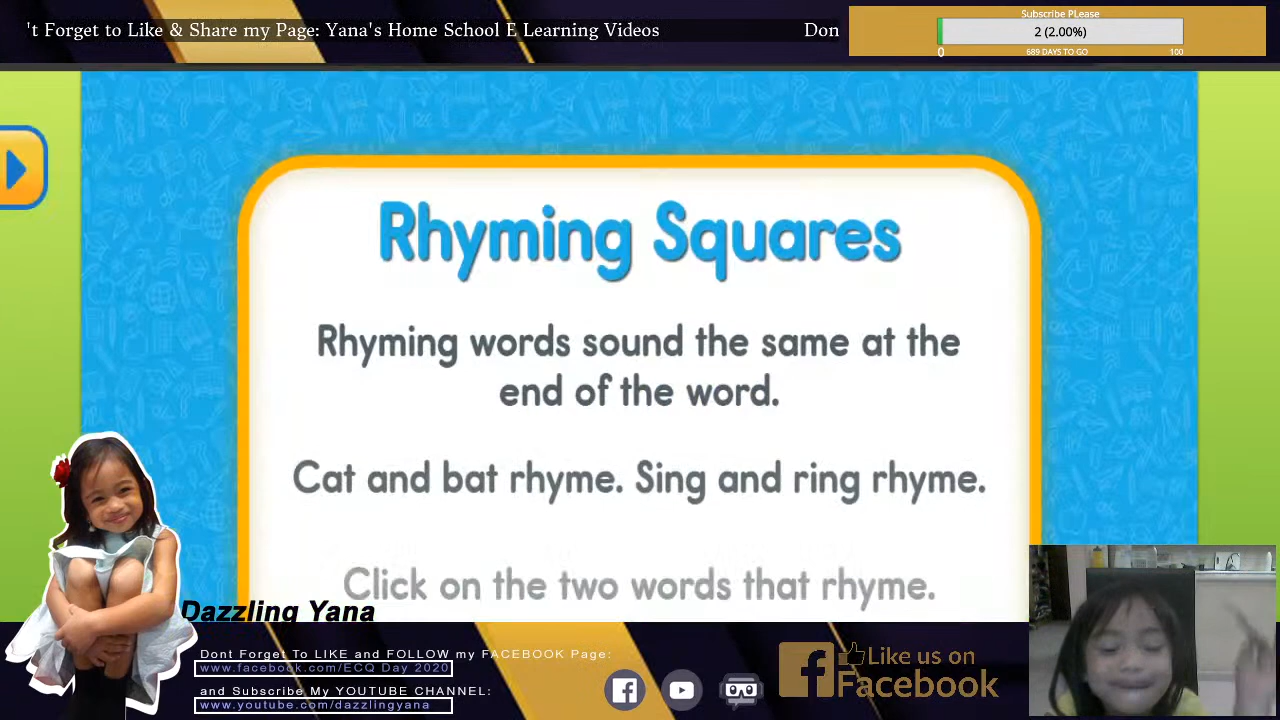 't Forget to Like & Share my Page: Yana's Home School E Learning Videos
Don
Subscribe PLease
2 (2.00%)
0
689 DAYS TO GO
100
Rhyming Squares
Rhyming words sound the same at the
end of the word.
Cat and bat rhyme. Sing and ring rhyme.
Click on the two words that rhyme.
Dazzling Yana
Dont Forget To LIKE and FOLLOW my FACEBOOK Page:
www.facebook.com/ECQ Day 2020
and Subscribe My YOUTUBE CHANNEL:
www.youtube.com/dazzlingyana
Like us on
Facebook